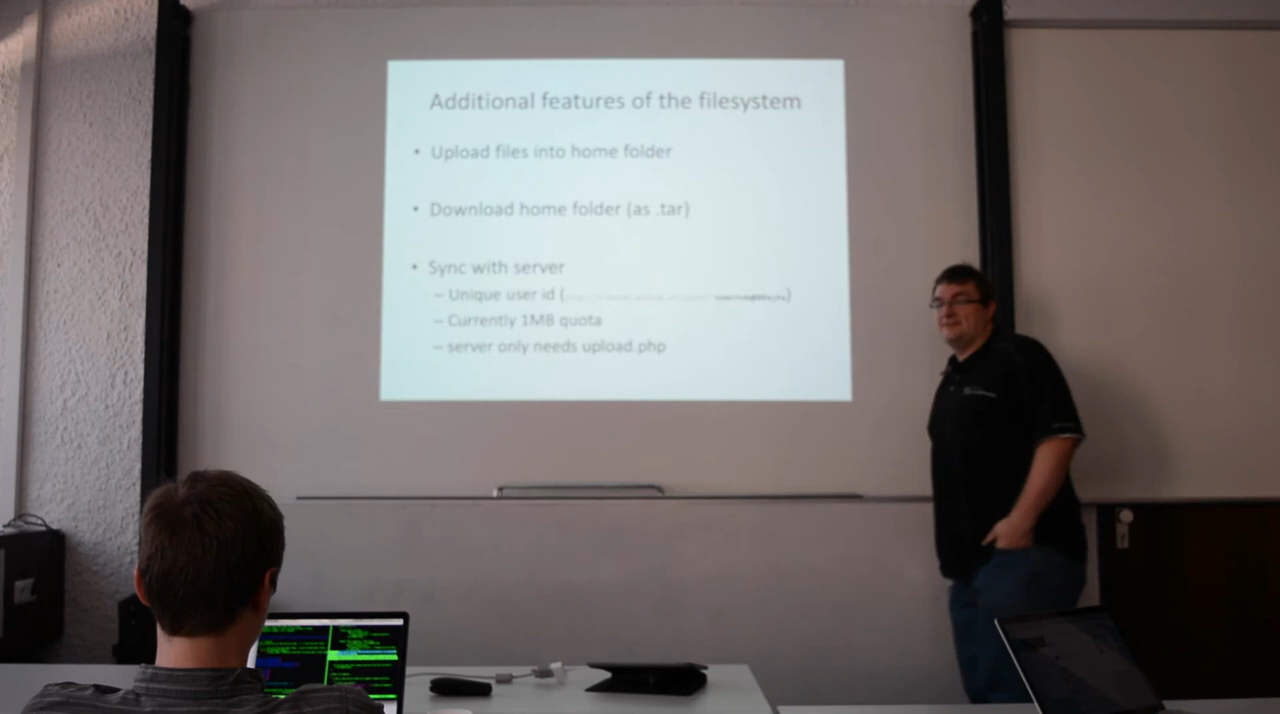 Additional features of the filesystem
• Upload files into home folder
• Download home folder (as .tar)
• Sync with server
– Unique user id ( )
– Currently 1MB quota
– server only needs upload.php